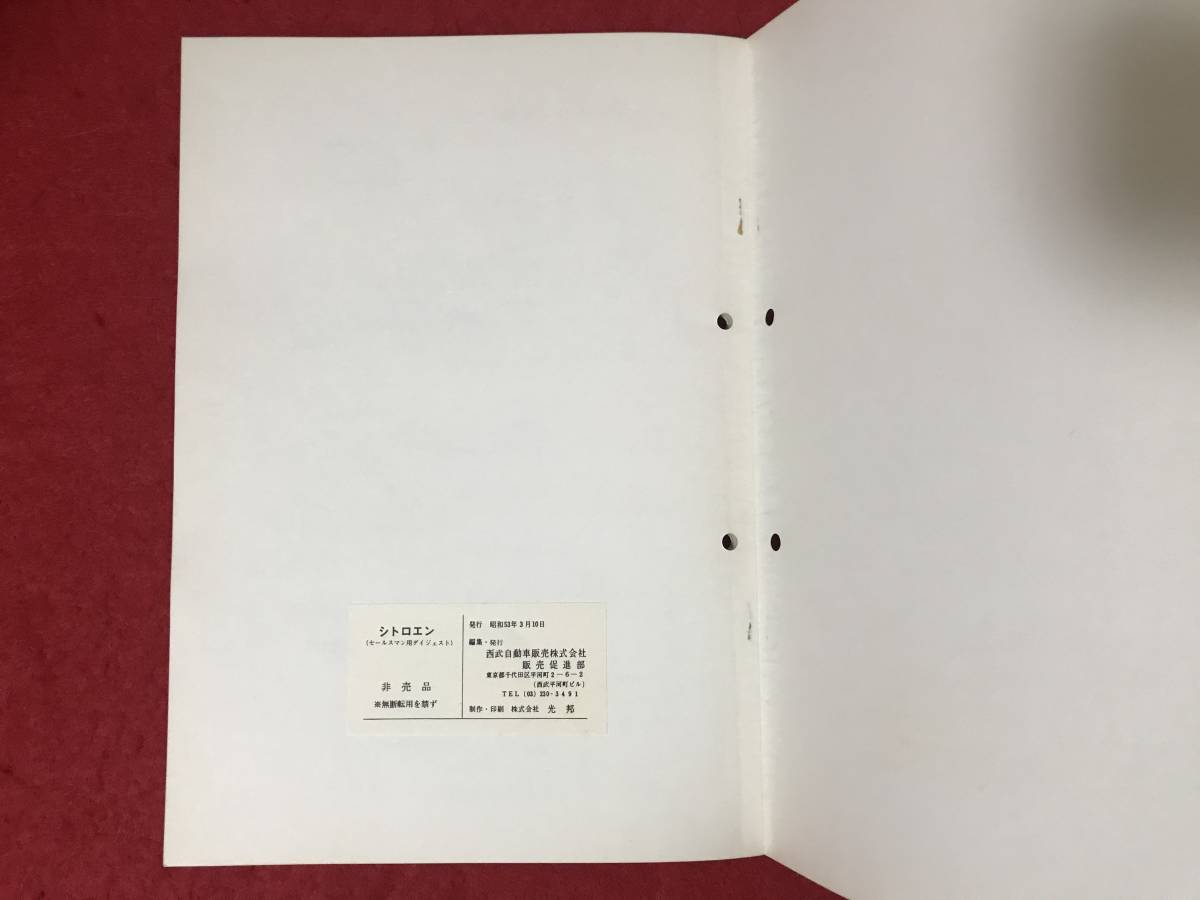 シトロエン
(セールスマン用ダイジェスト)
非売品
※無断転用を禁ず
発行 昭和53年3月10日
編集・発行
西武自動車販売株式会社
販売促進部
東京都千代田区平河町2-6-2
(西武平河町ビル)
TEL (03) 230-3491
制作・印刷 株式会社 光邦